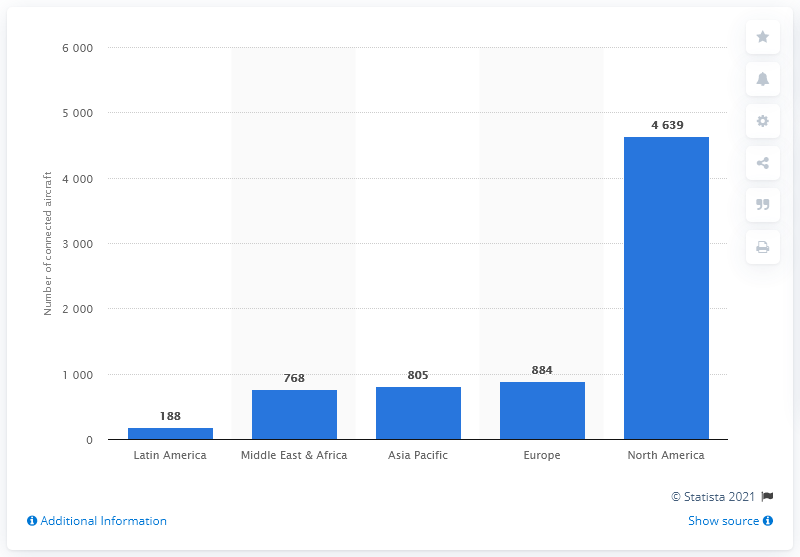 6 000
5 000
4 000
3 000
2 000
1 000
0
Number of connected aircraft
188
768
805
884
4 639
Latin America
Middle East & Africa
Asia Pacific
Europe
North America
© Statista 2021
Additional Information
Show source